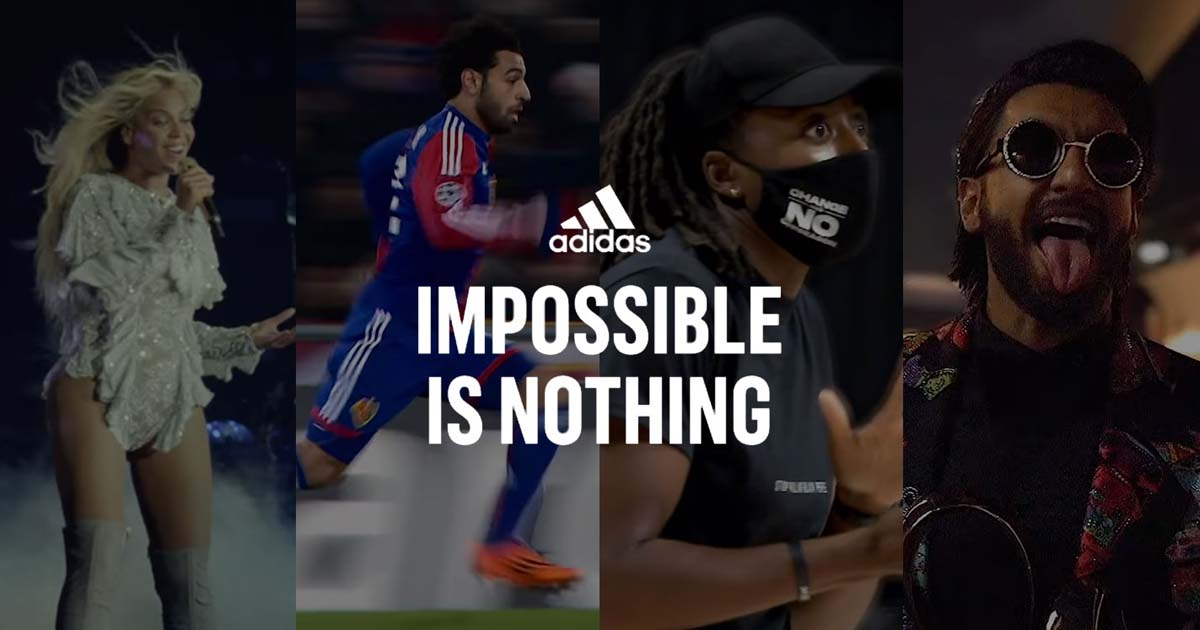 adidas
IMPOSSIBLE
IS NOTHING
CHANGE
NO